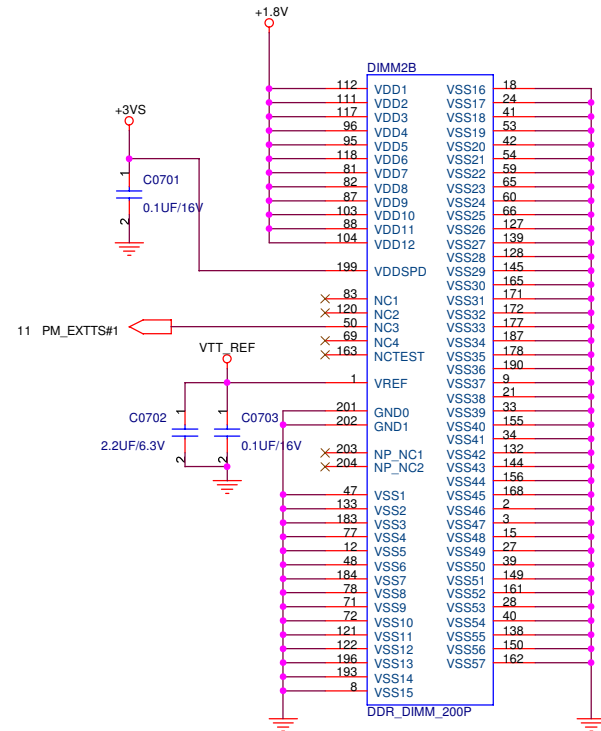 +1.8V
DIMM2B
112 VDD1 VSS16 18
111 VDD2 VSS17 24
117 VDD3 VSS18 41
96 VDD4 VSS19 53
95 VDD5 VSS20 42
118 VDD6 VSS21 54
81 VDD7 VSS22 59
82 VDD8 VSS23 65
87 VDD9 VSS24 60
103 VDD10 VSS25 66
88 VDD11 VSS26 127
104 VDD12 VSS27 139
VSS28 128
199 VDDSPD VSS29 145
VSS30 165
83 NC1 VSS31 171
120 NC2 VSS32 172
50 NC3 VSS33 177
69 NC4 VSS34 187
163 NCTEST VSS35 178
VSS36 190
1 VREF VSS37 9
VSS38 21
201 GND0 VSS39 33
202 GND1 VSS40 155
VSS41 34
203 NP_NC1 VSS42 132
204 NP_NC2 VSS43 144
VSS44 156
47 VSS1 VSS45 168
133 VSS2 VSS46 2
183 VSS3 VSS47 3
77 VSS4 VSS48 15
12 VSS5 VSS49 27
48 VSS6 VSS50 39
184 VSS7 VSS51 149
78 VSS8 VSS52 161
71 VSS9 VSS53 28
72 VSS10 VSS54 40
121 VSS11 VSS55 138
122 VSS12 VSS56 150
196 VSS13 VSS57 162
193 VSS14
8 VSS15
DDR_DIMM_200P
+3VS
1
C0701
0.1UF/16V
2
11 PM_EXTTS#1
VTT_REF
1 1
C0702 C0703
2.2UF/6.3V 0.1UF/16V
2 2